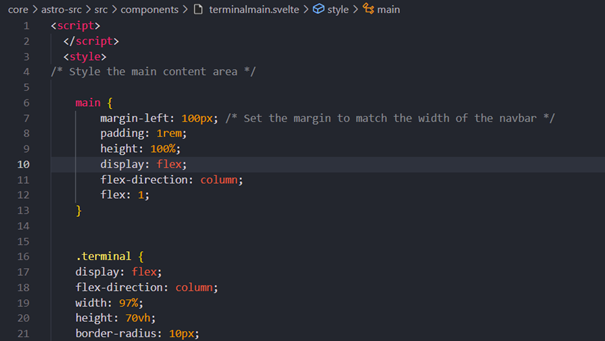 core > astro-src > src > components > terminalmain.svelte > style > main
1 <script>
2 </script>
3 <style>
4 /* Style the main content area */
5
6 main {
7 margin-left: 100px; /* Set the margin to match the width of the navbar */
8 padding: 1rem;
9 height: 100%;
10 display: flex;
11 flex-direction: column;
12 flex: 1;
13 }
14
15
16 .terminal {
17 display: flex;
18 flex-direction: column;
19 width: 97%;
20 height: 70vh;
21 border-radius: 10px;